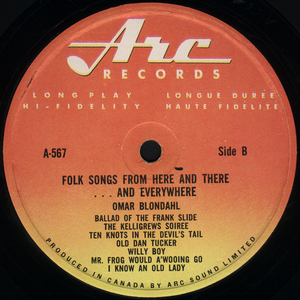 Arc
RECORDS
LONG PLAY LONGUE DUREE
HI-FIDELITY HAUTE FIDELITE
A-567 Side B
FOLK SONGS FROM HERE AND THERE
...AND EVERYWHERE
OMAR BLONDAHL
BALLAD OF THE FRANK SLIDE
THE KELLIGREWS SOIREE
TEN KNOTS IN THE DEVIL'S TAIL
OLD DAN TUCKER
WILLY BOY
MR. FROG WOULD A'WOOING GO
I KNOW AN OLD LADY
PRODUCED IN CANADA BY ARC SOUND LIMITED